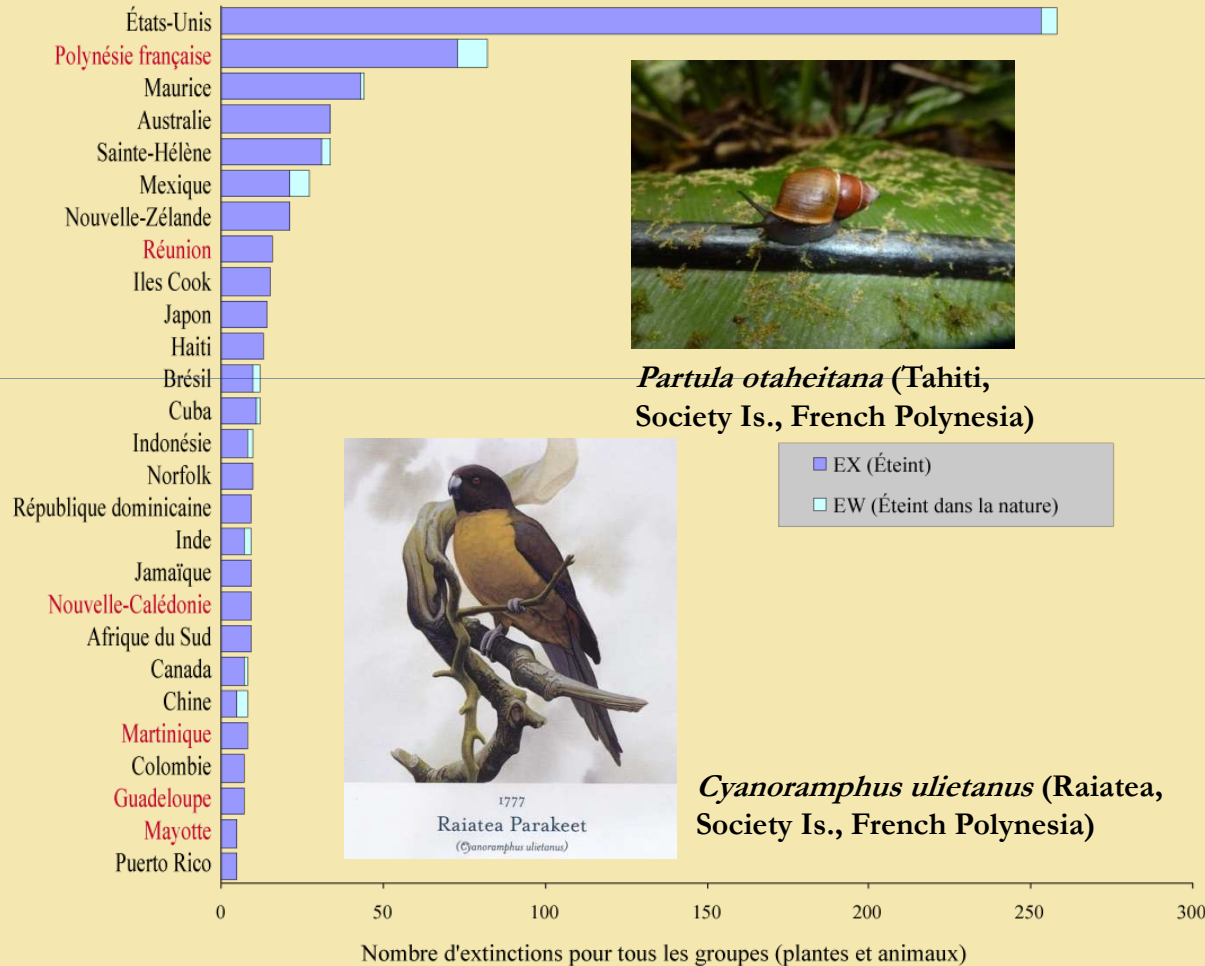 États-Unis
Polynésie française
Maurice
Australie
Sainte-Hélène
Mexique
Nouvelle-Zélande
Réunion
Iles Cook
Japon
Haiti
Brésil
Cuba
Indonésie
Norfolk
République dominicaine
Inde
Jamaïque
Nouvelle-Calédonie
Afrique du Sud
Canada
Chine
Martinique
Colombie
Guadeloupe
Mayotte
Puerto Rico
0 50 100 150 200 250 300
Nombre d'extinctions pour tous les groupes (plantes et animaux)
Partula otaheitana (Tahiti,
Society Is., French Polynesia)
EX (Éteint)
EW (Éteint dans la nature)
1777
Raiatea Parakeet
(Cyanoramphus ulietanus)
Cyanoramphus ulietanus (Raiatea,
Society Is., French Polynesia)